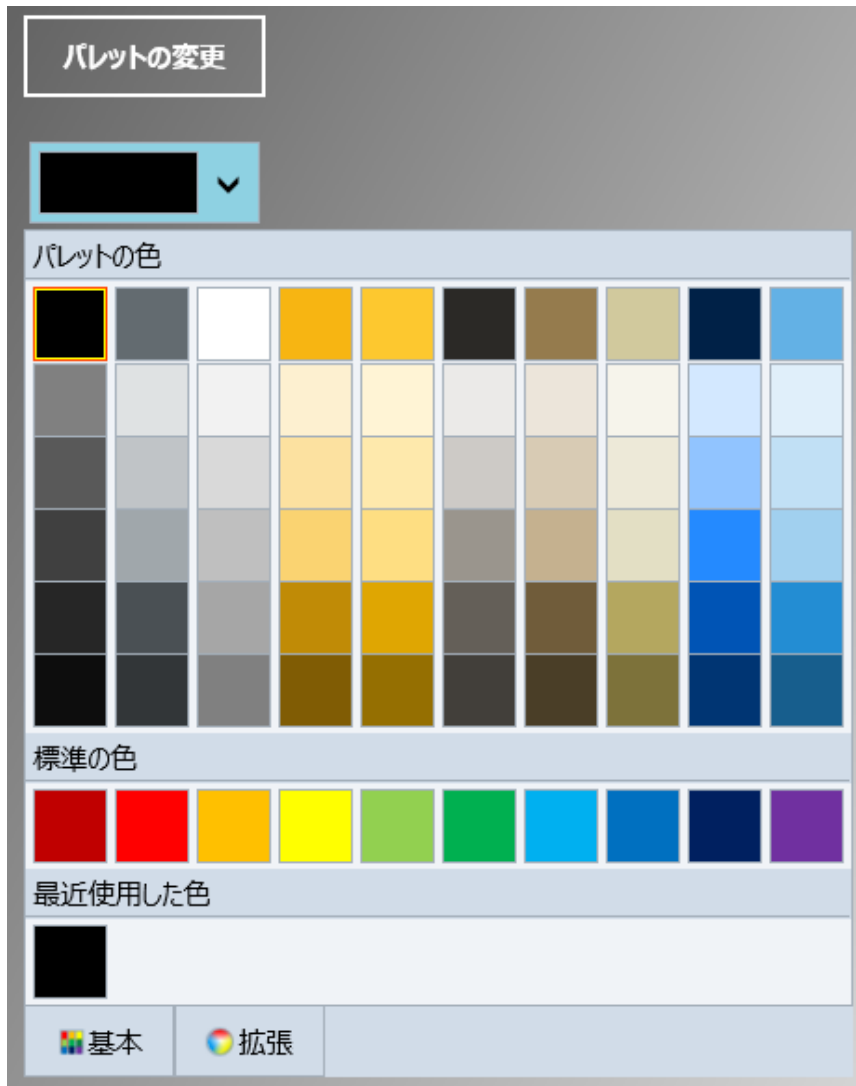 パレットの変更
パレットの色
標準の色
最近使用した色
基本
拡張